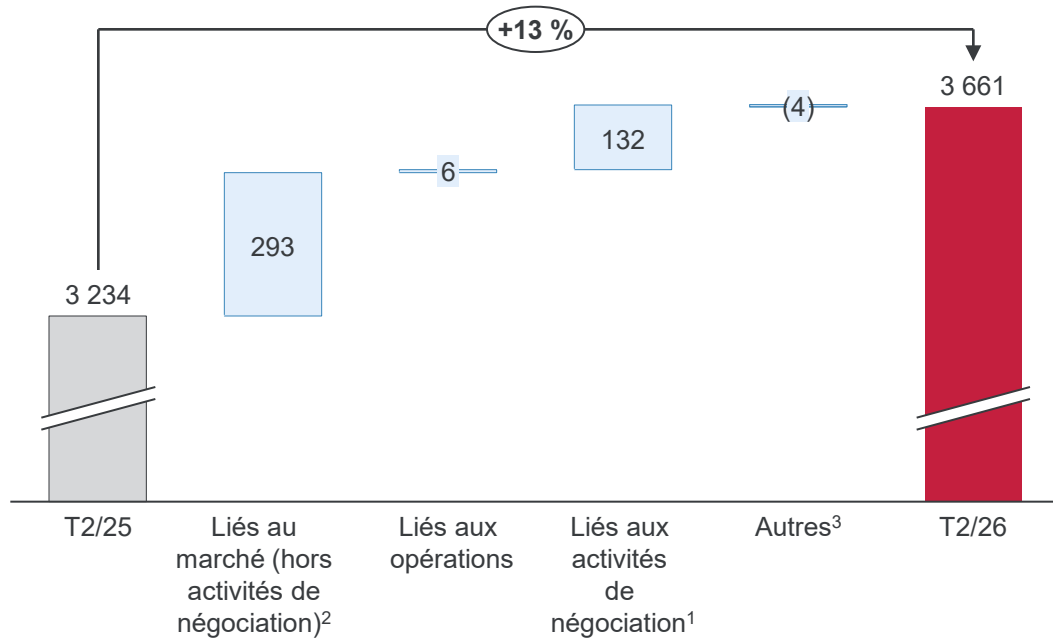 +13 %
3 661
(4)
132
6
293
3 234
T2/25
Liés au
marché (hors
activités de
négociation)²
Liés aux
opérations
Liés aux
activités
de
négociation¹
Autres³
T2/26